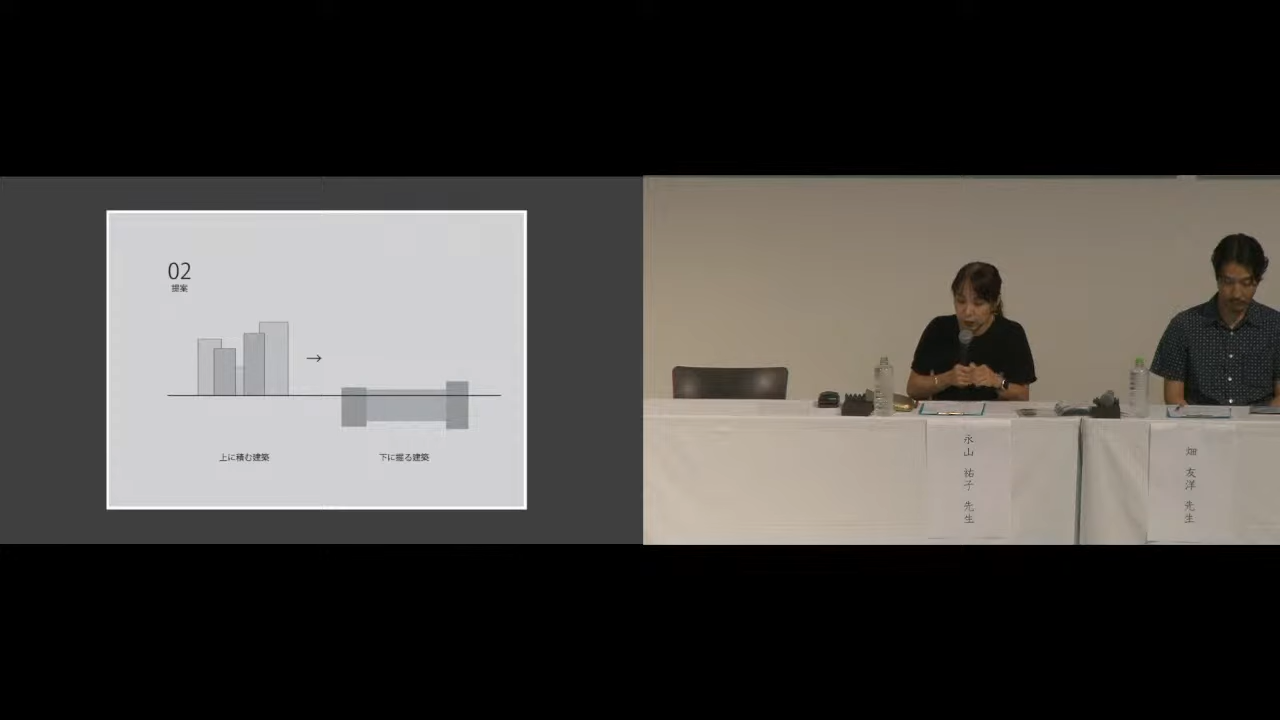 02
提案
上に積む建築
下に掘る建築
永山 祐子 先生
畑 友洋 先生